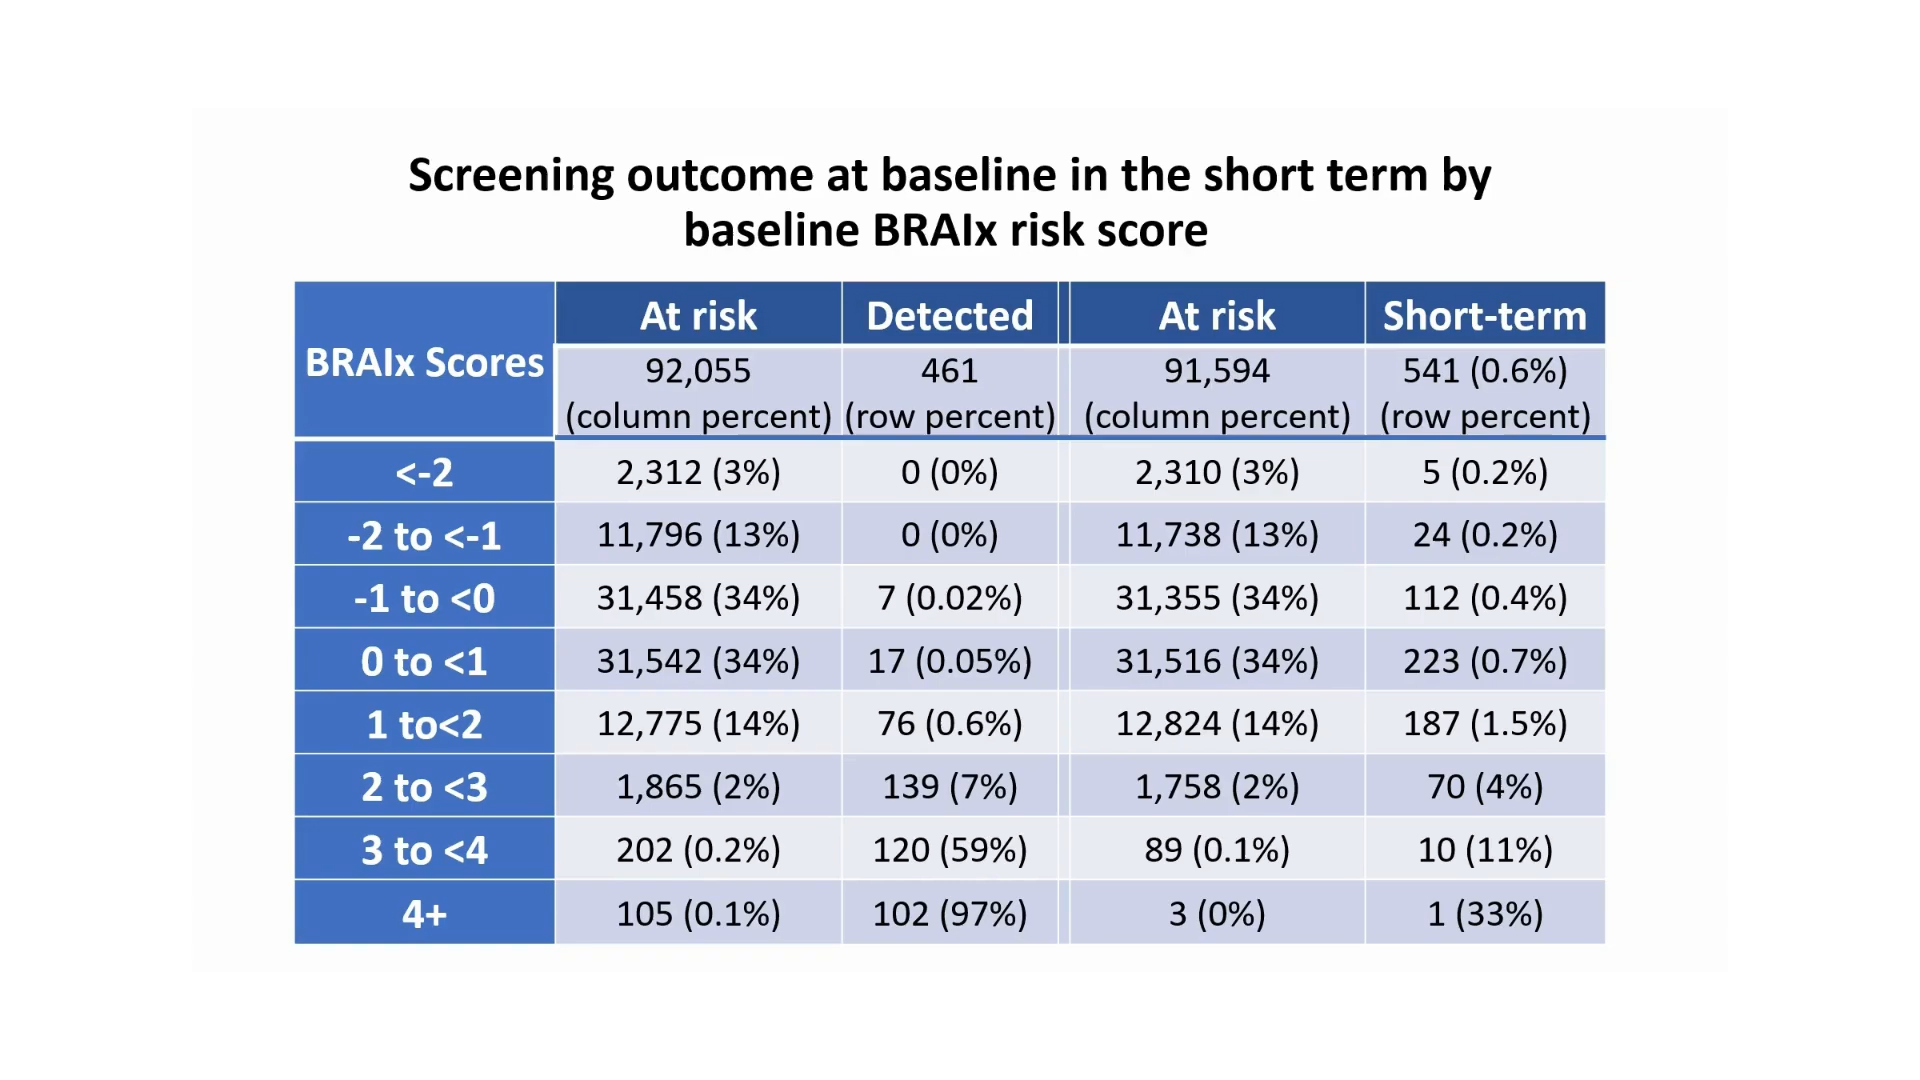 Screening outcome at baseline in the short term by
baseline BRAIx risk score
BRAIx Scores At risk Detected At risk Short-term
92,055 461 91,594 541 (0.6%)
(column percent) (row percent) (column percent) (row percent)
<-2 2,312 (3%) 0 (0%) 2,310 (3%) 5 (0.2%)
-2 to <-1 11,796 (13%) 0 (0%) 11,738 (13%) 24 (0.2%)
-1 to <0 31,458 (34%) 7 (0.02%) 31,355 (34%) 112 (0.4%)
0 to <1 31,542 (34%) 17 (0.05%) 31,516 (34%) 223 (0.7%)
1 to<2 12,775 (14%) 76 (0.6%) 12,824 (14%) 187 (1.5%)
2 to <3 1,865 (2%) 139 (7%) 1,758 (2%) 70 (4%)
3 to <4 202 (0.2%) 120 (59%) 89 (0.1%) 10 (11%)
4+ 105 (0.1%) 102 (97%) 3 (0%) 1 (33%)